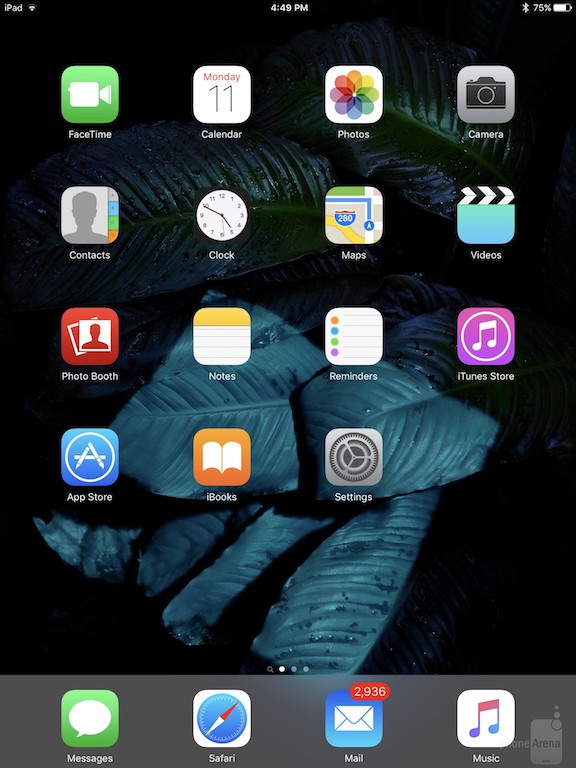 iPad 4:49 PM 75%
Monday
11
FaceTime Calendar Photos Camera
280
Contacts Clock Maps Videos
Photo Booth Notes Reminders iTunes Store
App Store iBooks Settings
2,936
Messages Safari Mail Music
phoneArena